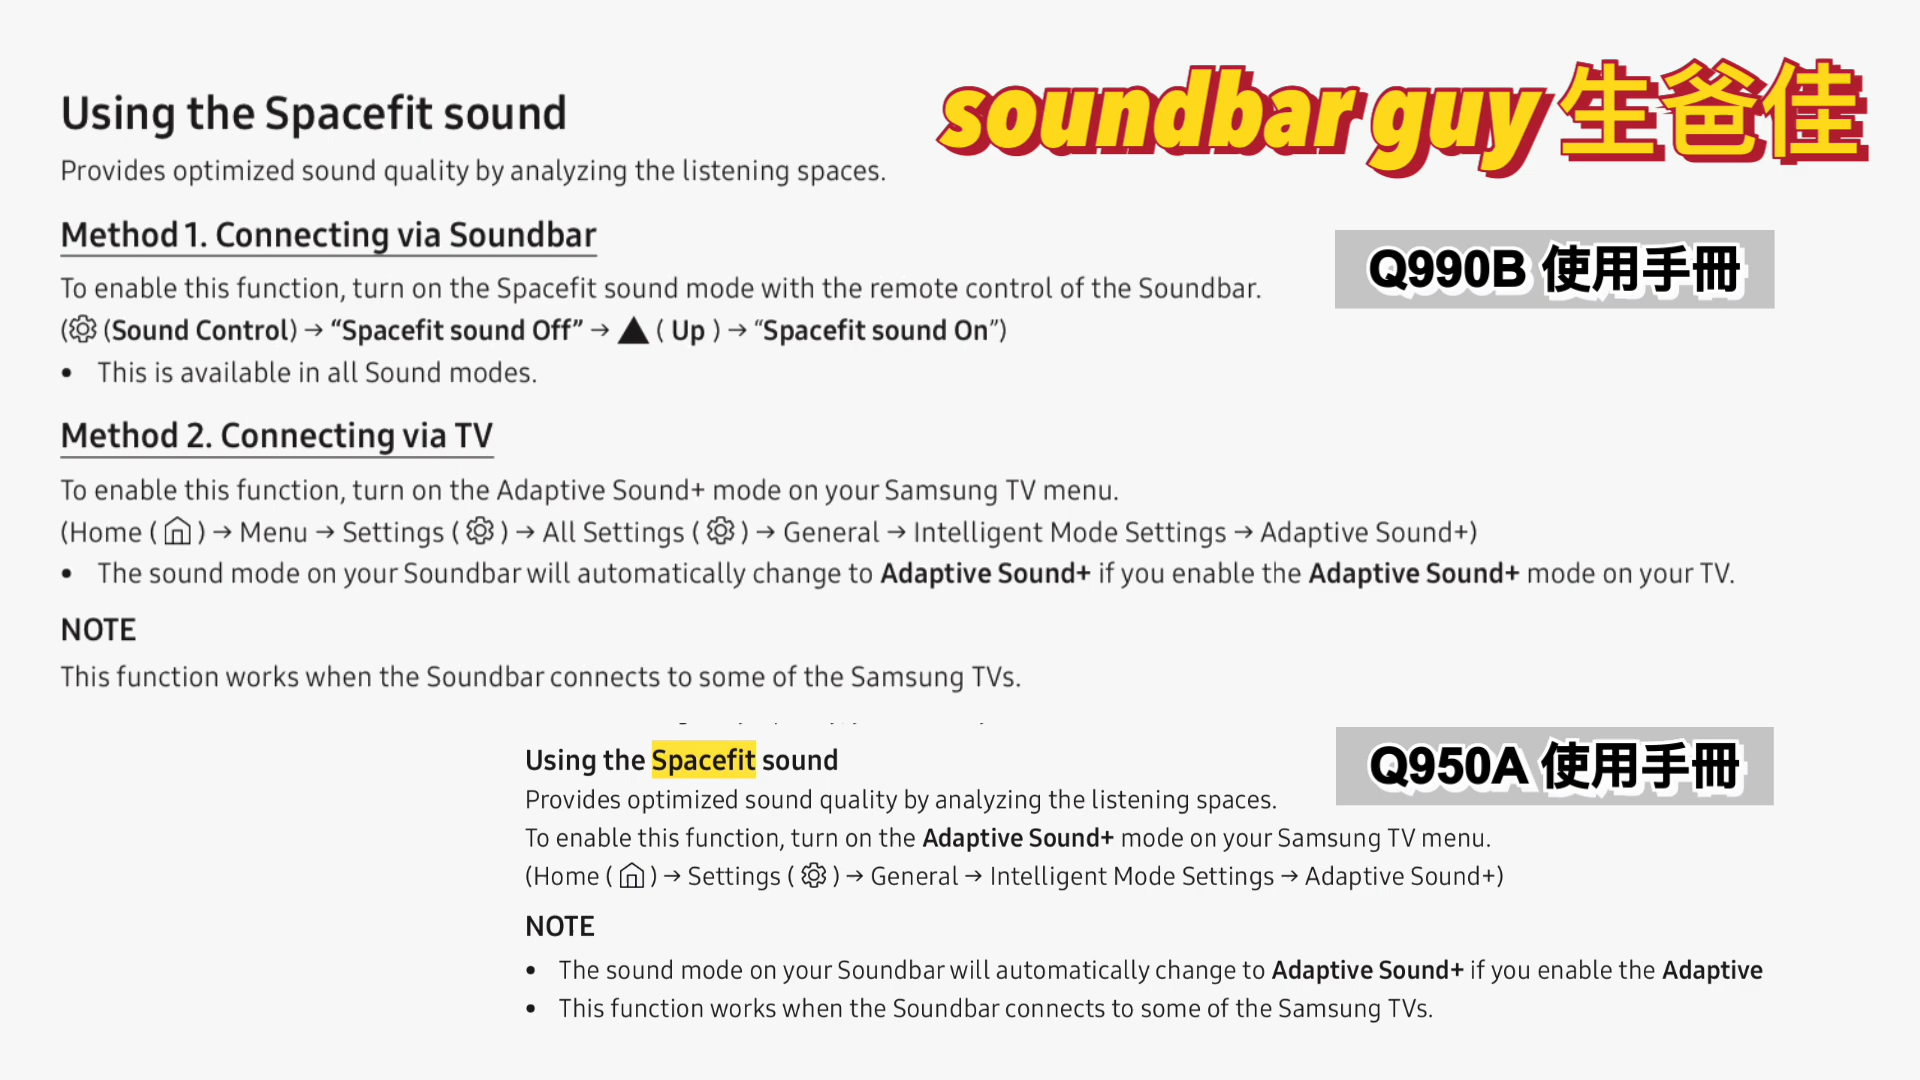 soundbar guy 生爸佳
Using the Spacefit sound
Provides optimized sound quality by analyzing the listening spaces.
Method 1. Connecting via Soundbar
Q990B 使用手冊
To enable this function, turn on the Spacefit sound mode with the remote control of the Soundbar.
( (Sound Control) → “Spacefit sound Off” → ▲ ( Up ) → “Spacefit sound On”)
• This is available in all Sound modes.
Method 2. Connecting via TV
To enable this function, turn on the Adaptive Sound+ mode on your Samsung TV menu.
(Home ( ) → Menu → Settings ( ) → All Settings ( ) → General → Intelligent Mode Settings → Adaptive Sound+)
• The sound mode on your Soundbar will automatically change to Adaptive Sound+ if you enable the Adaptive Sound+ mode on your TV.
NOTE
This function works when the Soundbar connects to some of the Samsung TVs.
Using the Spacefit sound
Q950A 使用手冊
Provides optimized sound quality by analyzing the listening spaces.
To enable this function, turn on the Adaptive Sound+ mode on your Samsung TV menu.
(Home ( ) → Settings ( ) → General → Intelligent Mode Settings → Adaptive Sound+)
NOTE
• The sound mode on your Soundbar will automatically change to Adaptive Sound+ if you enable the Adaptive
• This function works when the Soundbar connects to some of the Samsung TVs.